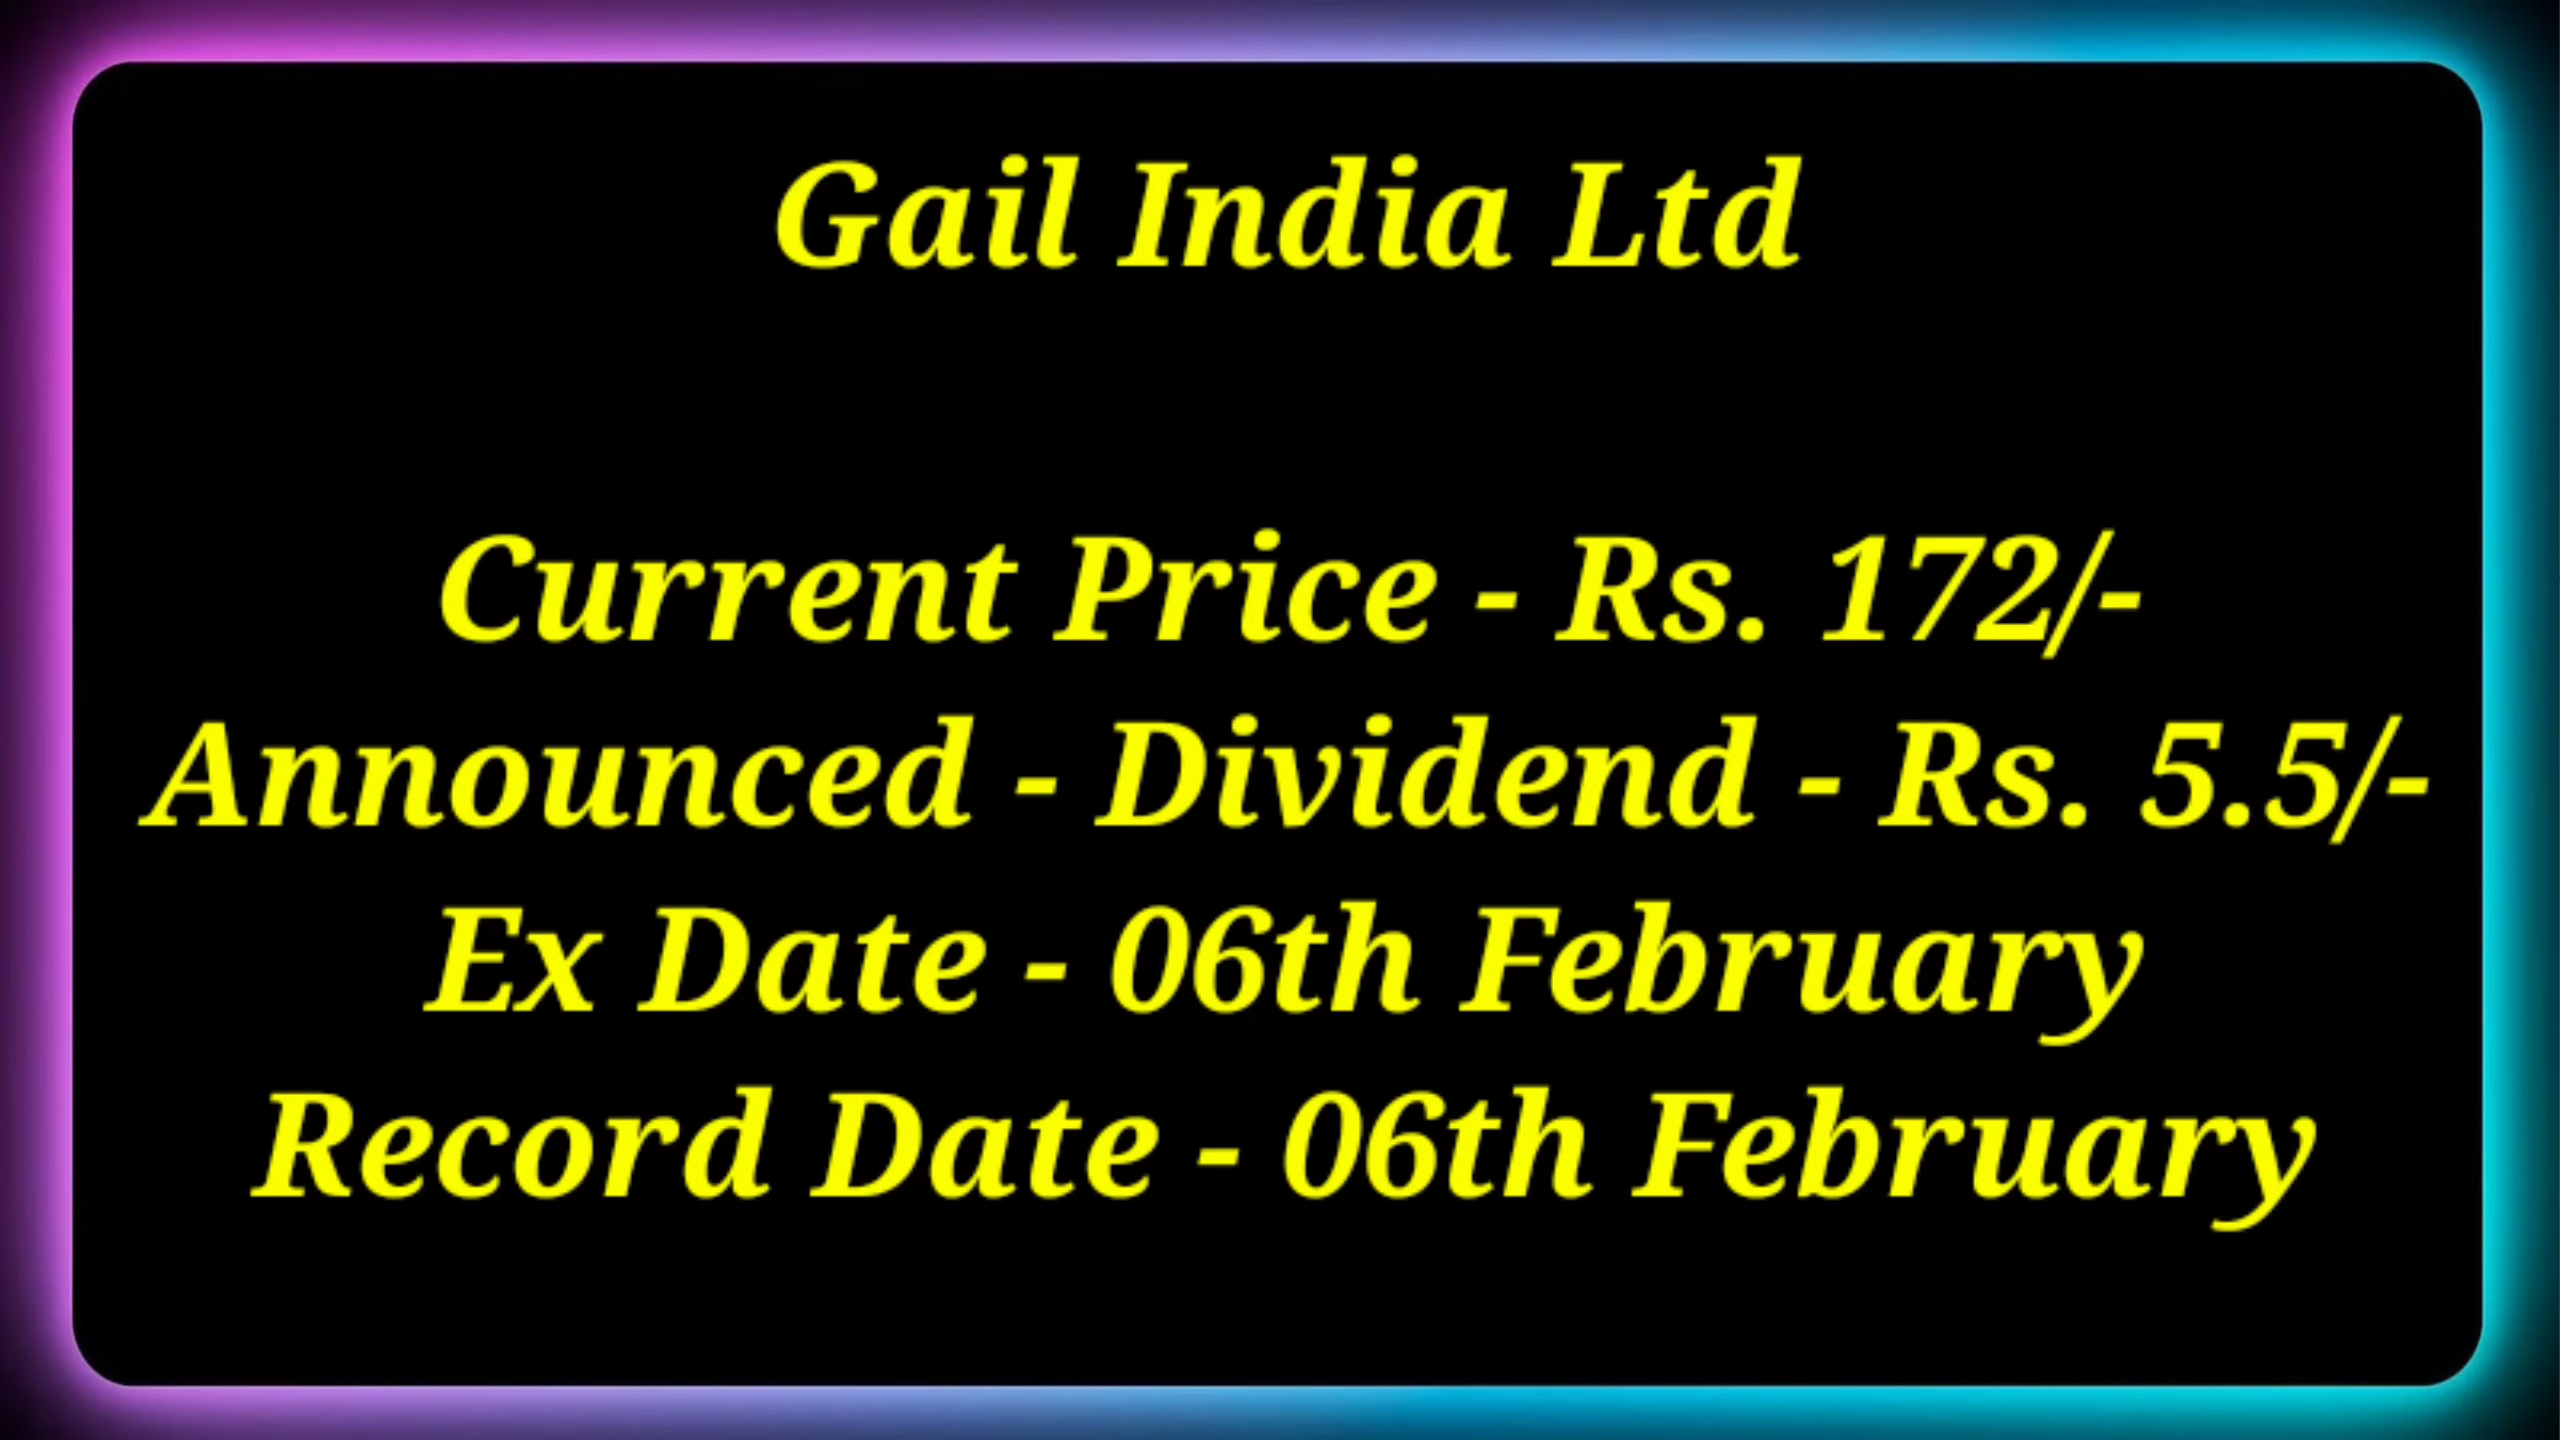 Gail India Ltd
Current Price - Rs. 172/-
Announced - Dividend - Rs. 5.5/-
Ex Date - 06th February
Record Date - 06th February